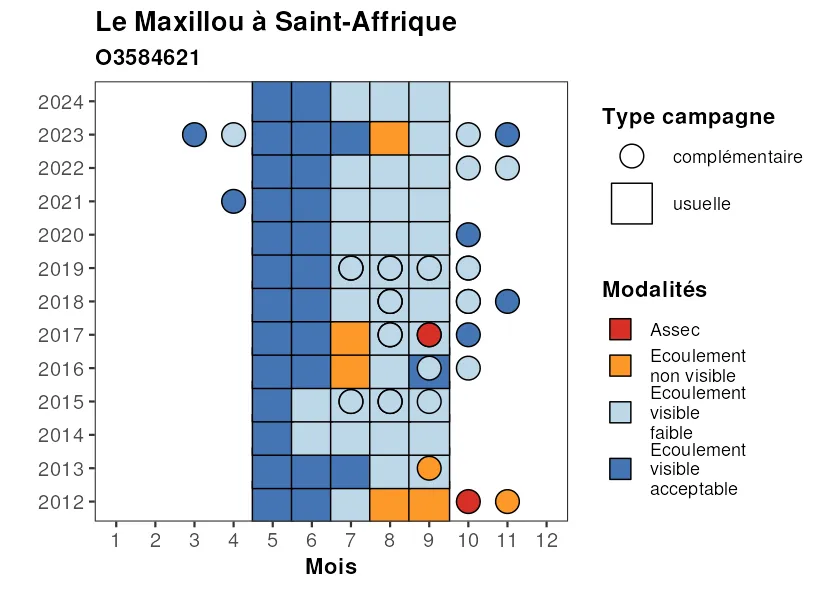 Le Maxillou à Saint-Affrique
O3584621
2024
2023
2022
2021
2020
2019
2018
2017
2016
2015
2014
2013
2012
1 2 3 4 5 6 7 8 9 10 11 12
Mois
Type campagne
complémentaire
usuelle
Modalités
Assec
Ecoulement
non visible
Ecoulement
visible
faible
Ecoulement
visible
acceptable